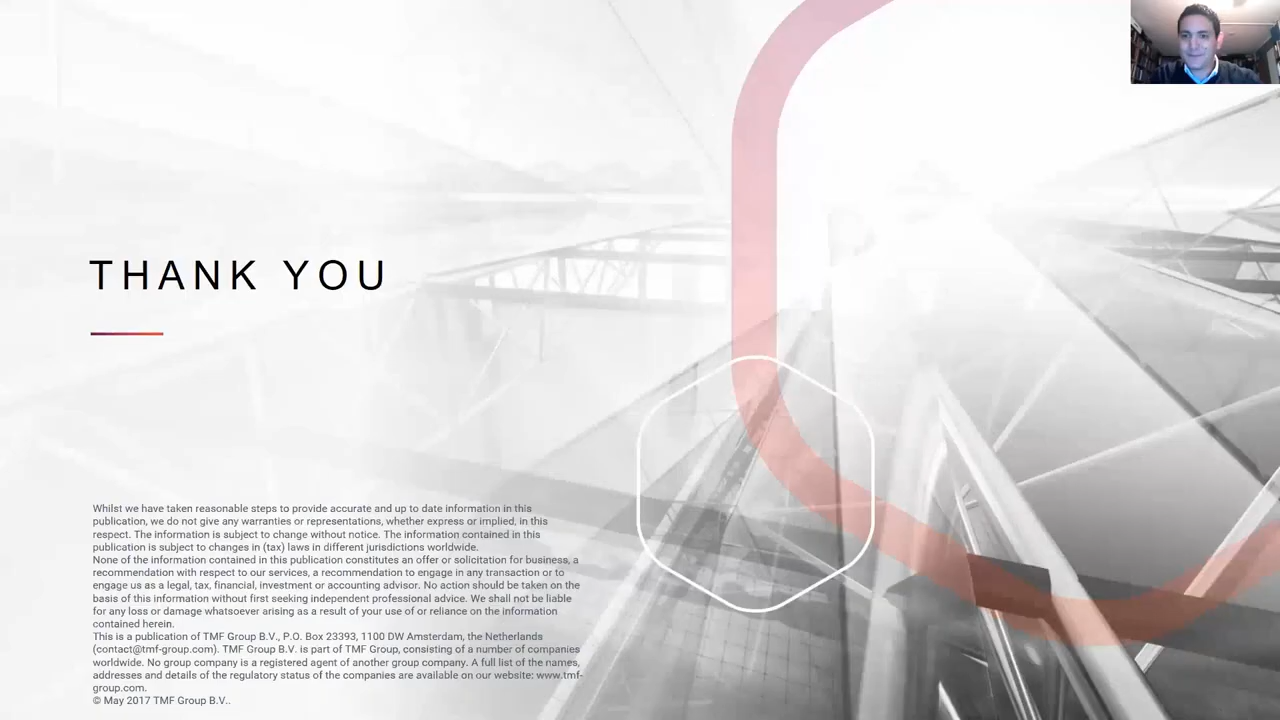 THANK YOU
Whilst we have taken reasonable steps to provide accurate and up to date information in this
publication, we do not give any warranties or representations, whether express or implied, in this
respect. The information is subject to change without notice. The information contained in this
publication is subject to changes in (tax) laws in different jurisdictions worldwide.
None of the information contained in this publication constitutes an offer or solicitation for business, a
recommendation with respect to our services, a recommendation to engage in any transaction or to
engage us as a legal, tax, financial, investment or accounting advisor. No action should be taken on the
basis of this information without first seeking independent professional advice. We shall not be liable
for any loss or damage whatsoever arising as a result of your use of or reliance on the information
contained herein.
This is a publication of TMF Group B.V., P.O. Box 23393, 1100 DW Amsterdam, the Netherlands
(contact@tmf-group.com). TMF Group B.V. is part of TMF Group, consisting of a number of companies
worldwide. No group company is a registered agent of another group company. A full list of the names,
addresses and details of the regulatory status of the companies are available on our website: www.tmf-
group.com.
© May 2017 TMF Group B.V..